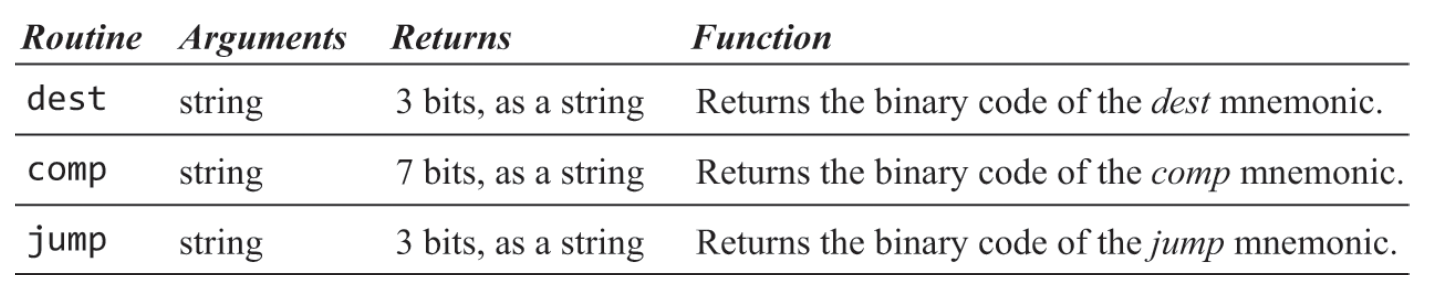 Routine Arguments Returns Function
dest string 3 bits, as a string Returns the binary code of the dest mnemonic.
comp string 7 bits, as a string Returns the binary code of the comp mnemonic.
jump string 3 bits, as a string Returns the binary code of the jump mnemonic.